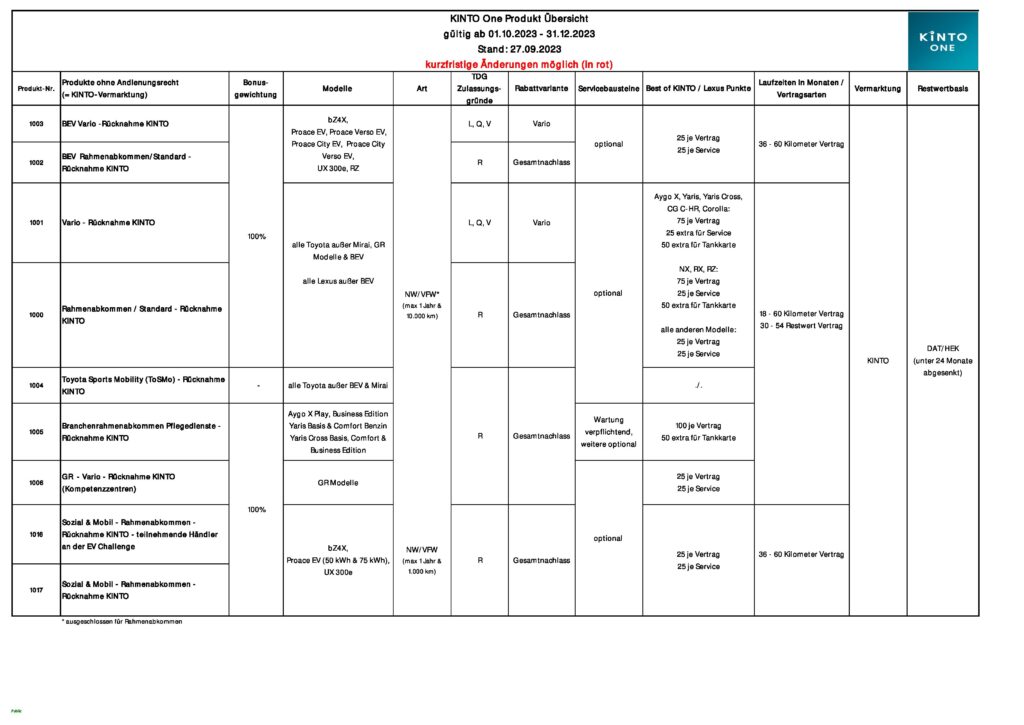 KINTO One Produkt Übersicht
gültig ab 01.10.2023 - 31.12.2023
Stand: 27.09.2023
kurzfristige Änderungen möglich (in rot)
KINTO
ONE
Produkt-Nr.
Produkte ohne Andienungsrecht
(= KINTO-Vermarktung)
Bonus-
gewichtung
Modelle
Art
TDG
Zulassungs-
gründe
Rabattvariante
Servicebausteine
Best of KINTO / Lexus Punkte
Laufzeiten in Monaten /
Vertragsarten
Vermarktung
Restwertbasis
1003
BEV Vario -Rücknahme KINTO
1002
BEV Rahmenabkommen/Standard -
Rücknahme KINTO
bZ4X,
Proace EV, Proace Verso EV,
Proace City EV, Proace City
Verso EV,
UX 300e, RZ
L, Q, V
Vario
R
Gesamtnachlass
optional
25 je Vertrag
25 je Service
36 - 60 Kilometer Vertrag
1001
Vario - Rücknahme KINTO
100%
alle Toyota außer Mirai, GR
Modelle & BEV
alle Lexus außer BEV
L, Q, V
Vario
Aygo X, Yaris, Yaris Cross,
CG C-HR, Corolla:
75 je Vertrag
25 extra für Service
50 extra für Tankkarte
1000
Rahmenabkommen / Standard - Rücknahme
KINTO
NW/VFW*
(max 1Jahr &
10.000 km)
R
Gesamtnachlass
optional
NX, RX, RZ:
75 je Vertrag
25 je Service
50 extra für Tankkarte
alle anderen Modelle:
25 je Vertrag
25 je Service
18 - 60 Kilometer Vertrag
30 - 54 Restwert Vertrag
KINTO
DAT/HEK
(unter 24 Monate
abgesenkt)
1004
Toyota Sports Mobility (ToSMo) - Rücknahme
KINTO
-
alle Toyota außer BEV & Mirai
./.
1005
Branchenrahmenabkommen Pflegedienste -
Rücknahme KINTO
Aygo X Play, Business Edition
Yaris Basis & Comfort Benzin
Yaris Cross Basis, Comfort &
Business Edition
R
Gesamtnachlass
Wartung
verpflichtend,
weitere optional
100 je Vertrag
50 extra für Tankkarte
1006
GR - Vario - Rücknahme KINTO
(Kompetenzzentren)
GR Modelle
25 je Vertrag
25 je Service
100%
1016
Sozial & Mobil - Rahmenabkommen -
Rücknahme KINTO - teilnehmende Händler
an der EV Challenge
optional
1017
Sozial & Mobil - Rahmenabkommen -
Rücknahme KINTO
bZ4X,
Proace EV (50 kWh & 75 kWh),
UX 300e
NW/VFW
(max 1Jahr &
1.000 km)
R
Gesamtnachlass
25 je Vertrag
25 je Service
36 - 60 Kilometer Vertrag
* ausgeschlossen für Rahmenabkommen
Public